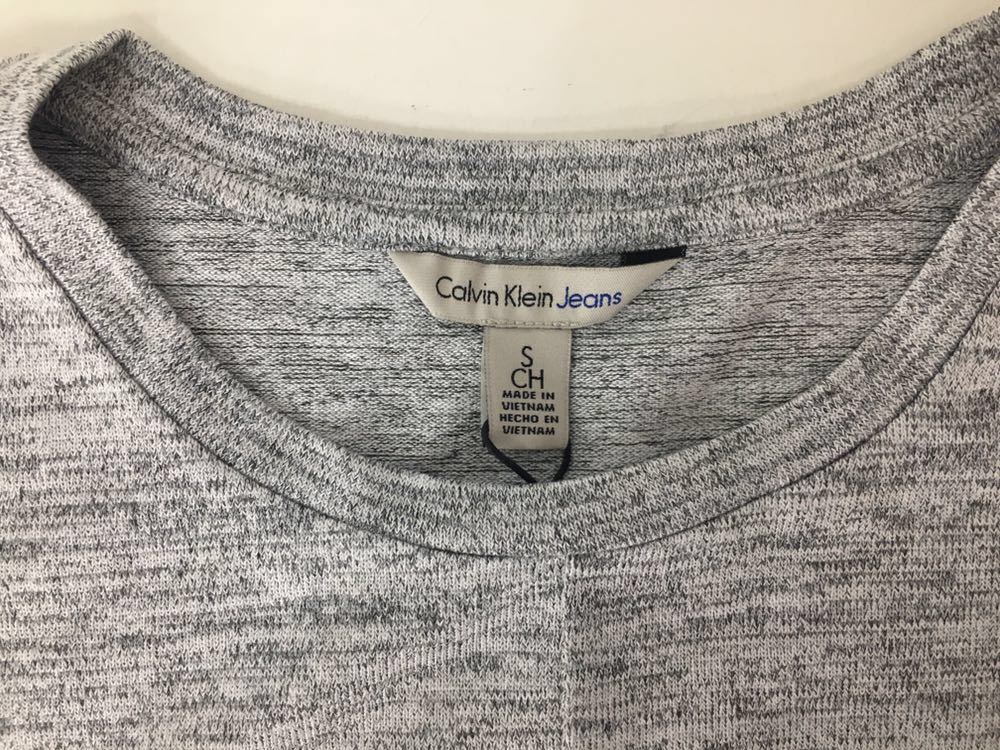 Calvin Klein Jeans
S
CH
MADE IN
VIETNAM
HECHO EN
VIETNAM